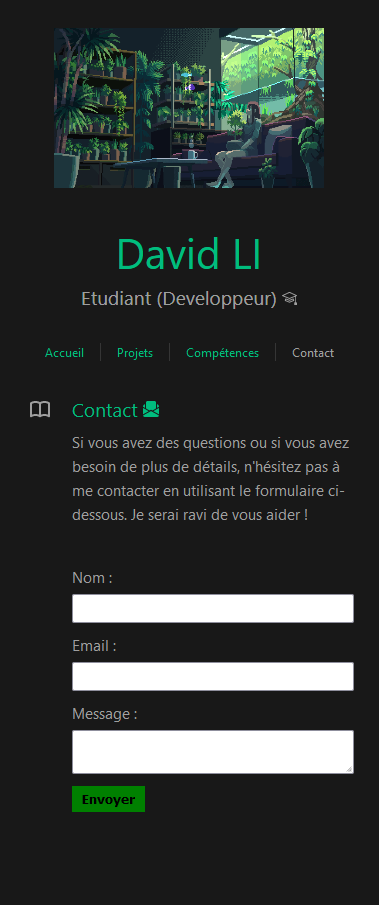 David LI
Etudiant (Developpeur)
Accueil Projets Compétences Contact
Contact
Si vous avez des questions ou si vous avez
besoin de plus de détails, n'hésitez pas à
me contacter en utilisant le formulaire ci-
dessous. Je serai ravi de vous aider !
Nom :
Email :
Message :
Envoyer